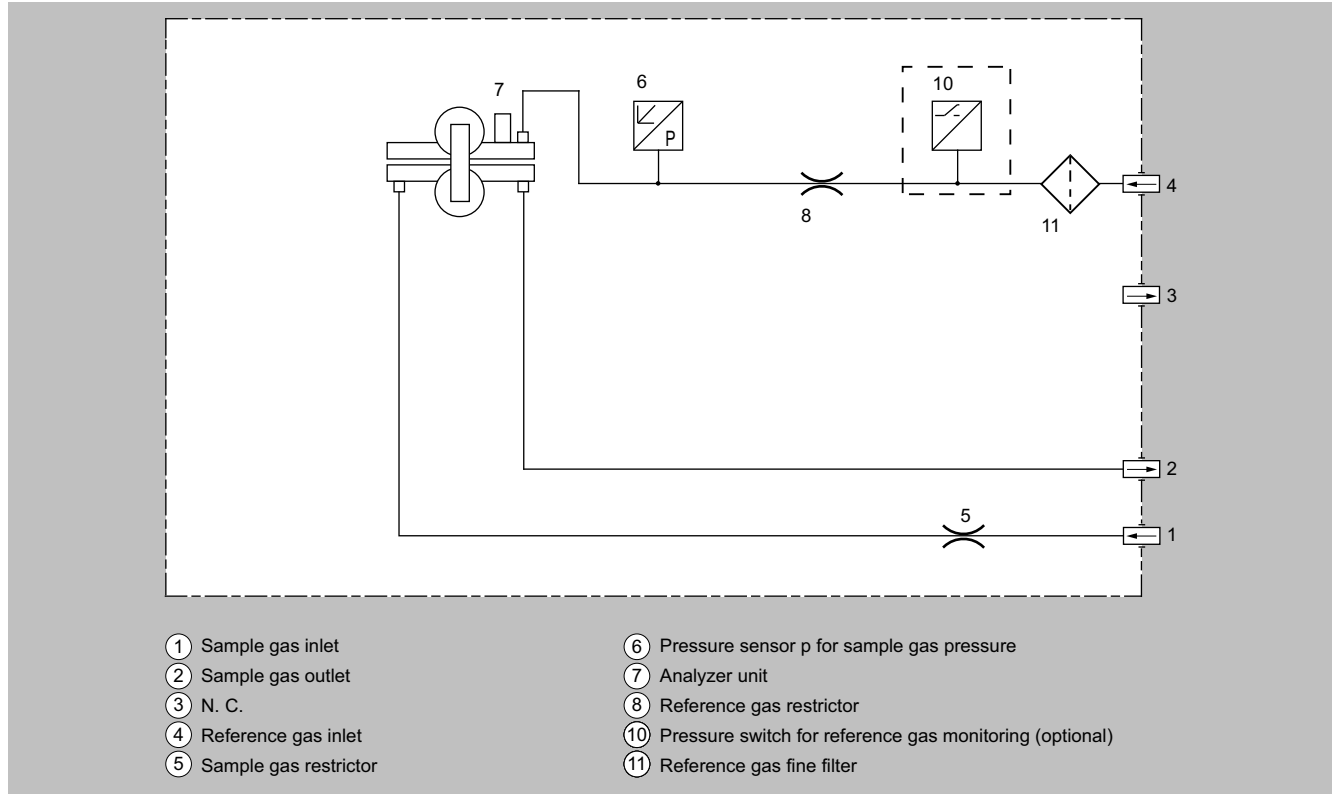 7
6
10
P
4
8
11
3
2
5
1
1 Sample gas inlet
2 Sample gas outlet
3 N. C.
4 Reference gas inlet
5 Sample gas restrictor
6 Pressure sensor p for sample gas pressure
7 Analyzer unit
8 Reference gas restrictor
10 Pressure switch for reference gas monitoring (optional)
11 Reference gas fine filter